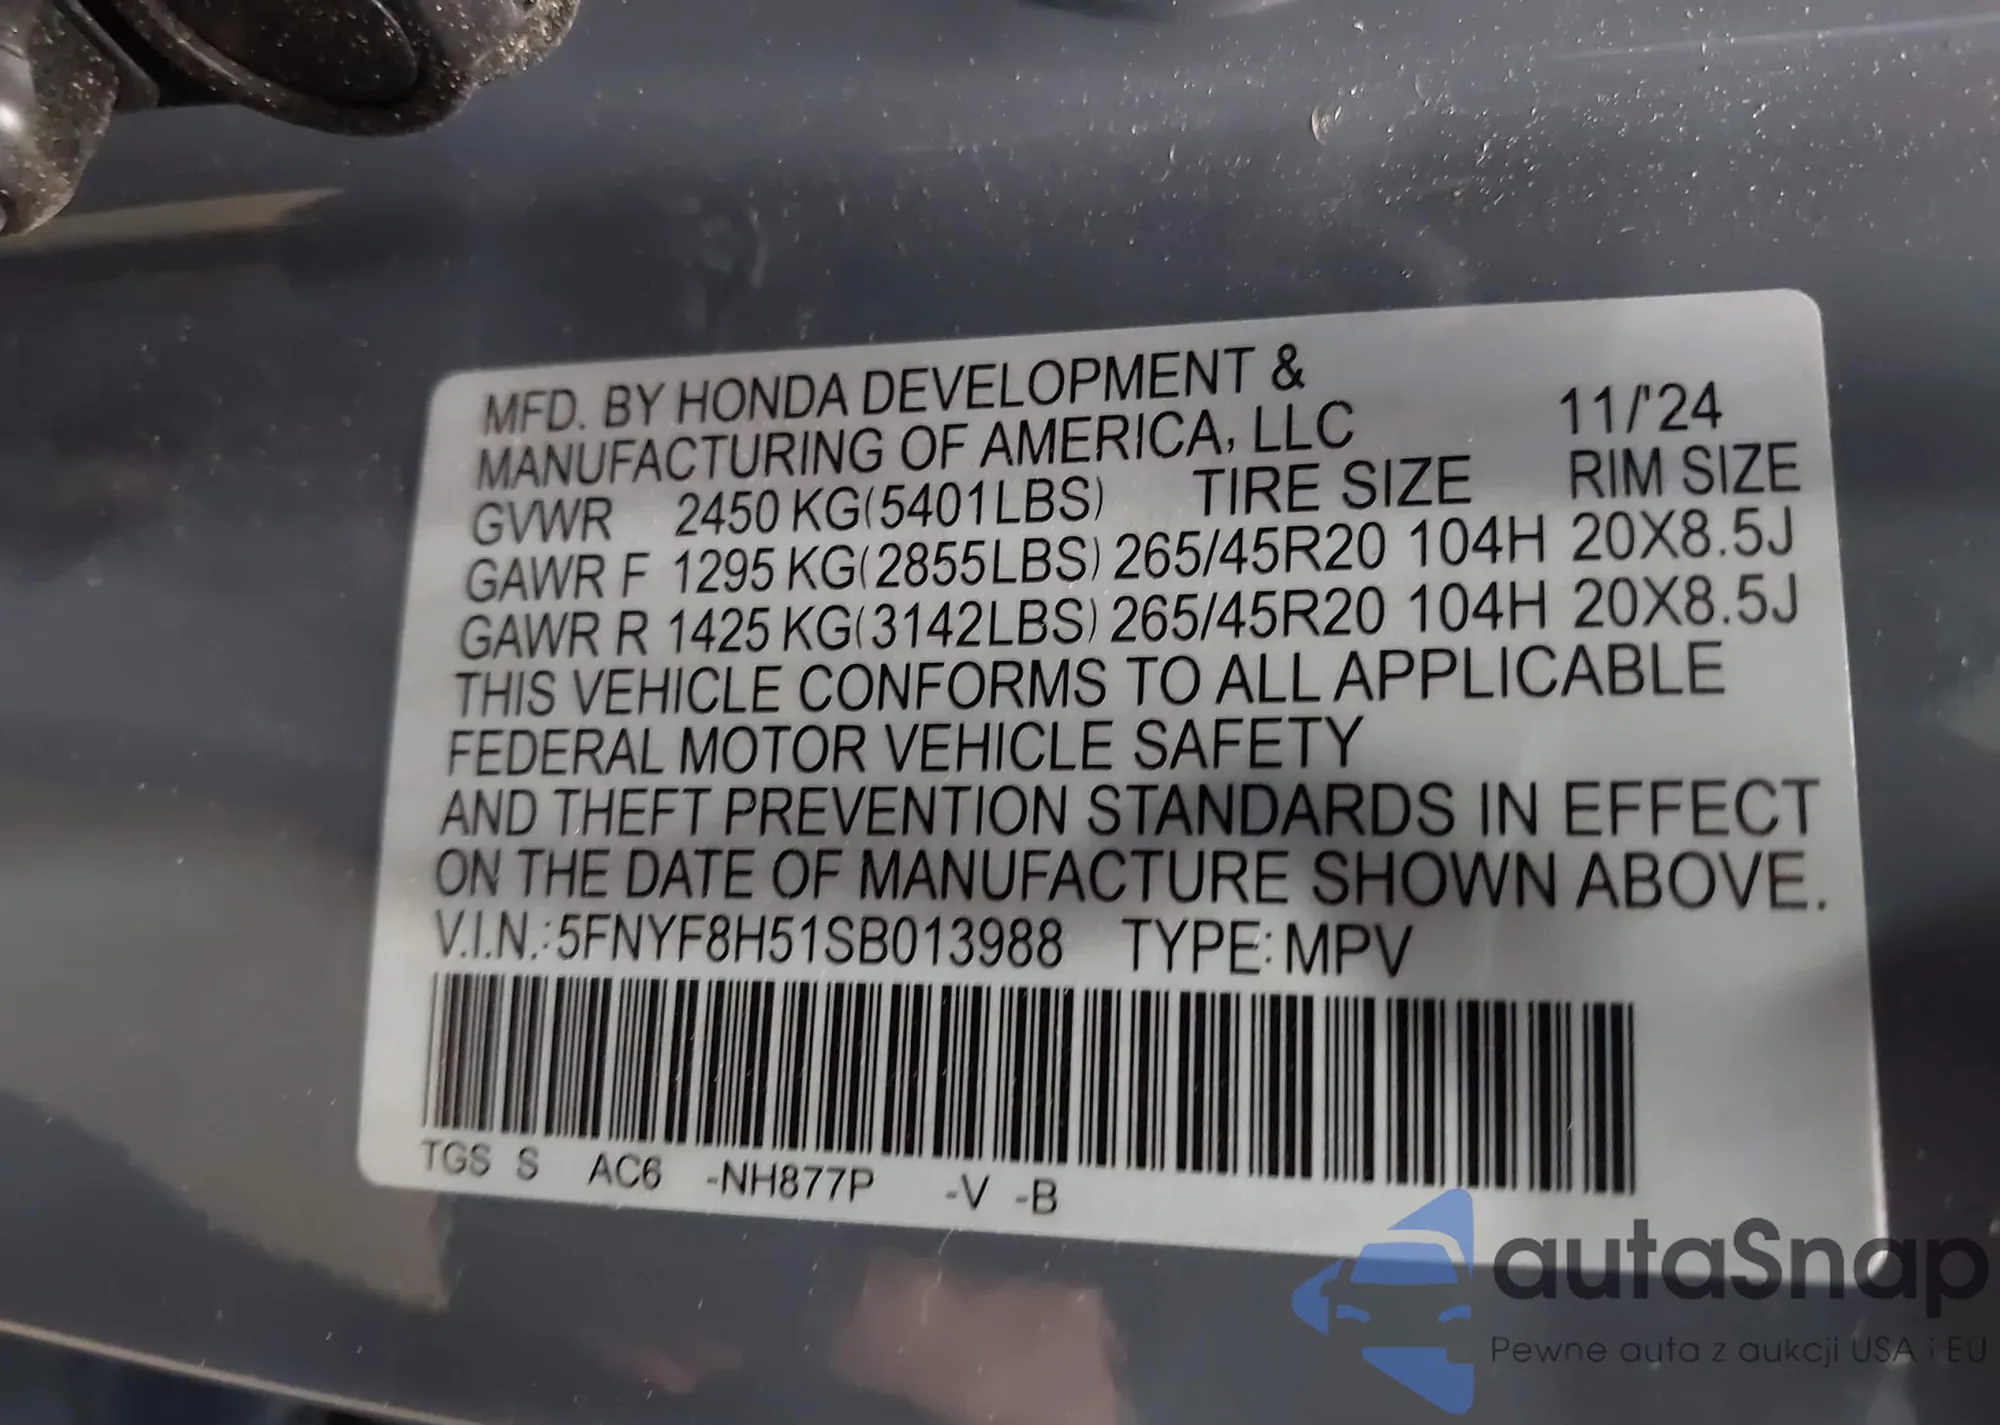 MFD. BY HONDA DEVELOPMENT &
MANUFACTURING OF AMERICA, LLC 11/'24
GVWR 2450 KG(5401LBS) TIRE SIZE RIM SIZE
GAWR F 1295 KG(2855LBS) 265/45R20 104H 20X8.5J
GAWR R 1425 KG(3142LBS) 265/45R20 104H 20X8.5J
THIS VEHICLE CONFORMS TO ALL APPLICABLE
FEDERAL MOTOR VEHICLE SAFETY
AND THEFT PREVENTION STANDARDS IN EFFECT
ON THE DATE OF MANUFACTURE SHOWN ABOVE.
V.I.N.:5FNYF8H51SB013988 TYPE:MPV
TGS S AC6 -NH877P -V -B
autaSnap
Pewne auta z aukcji USA i EU